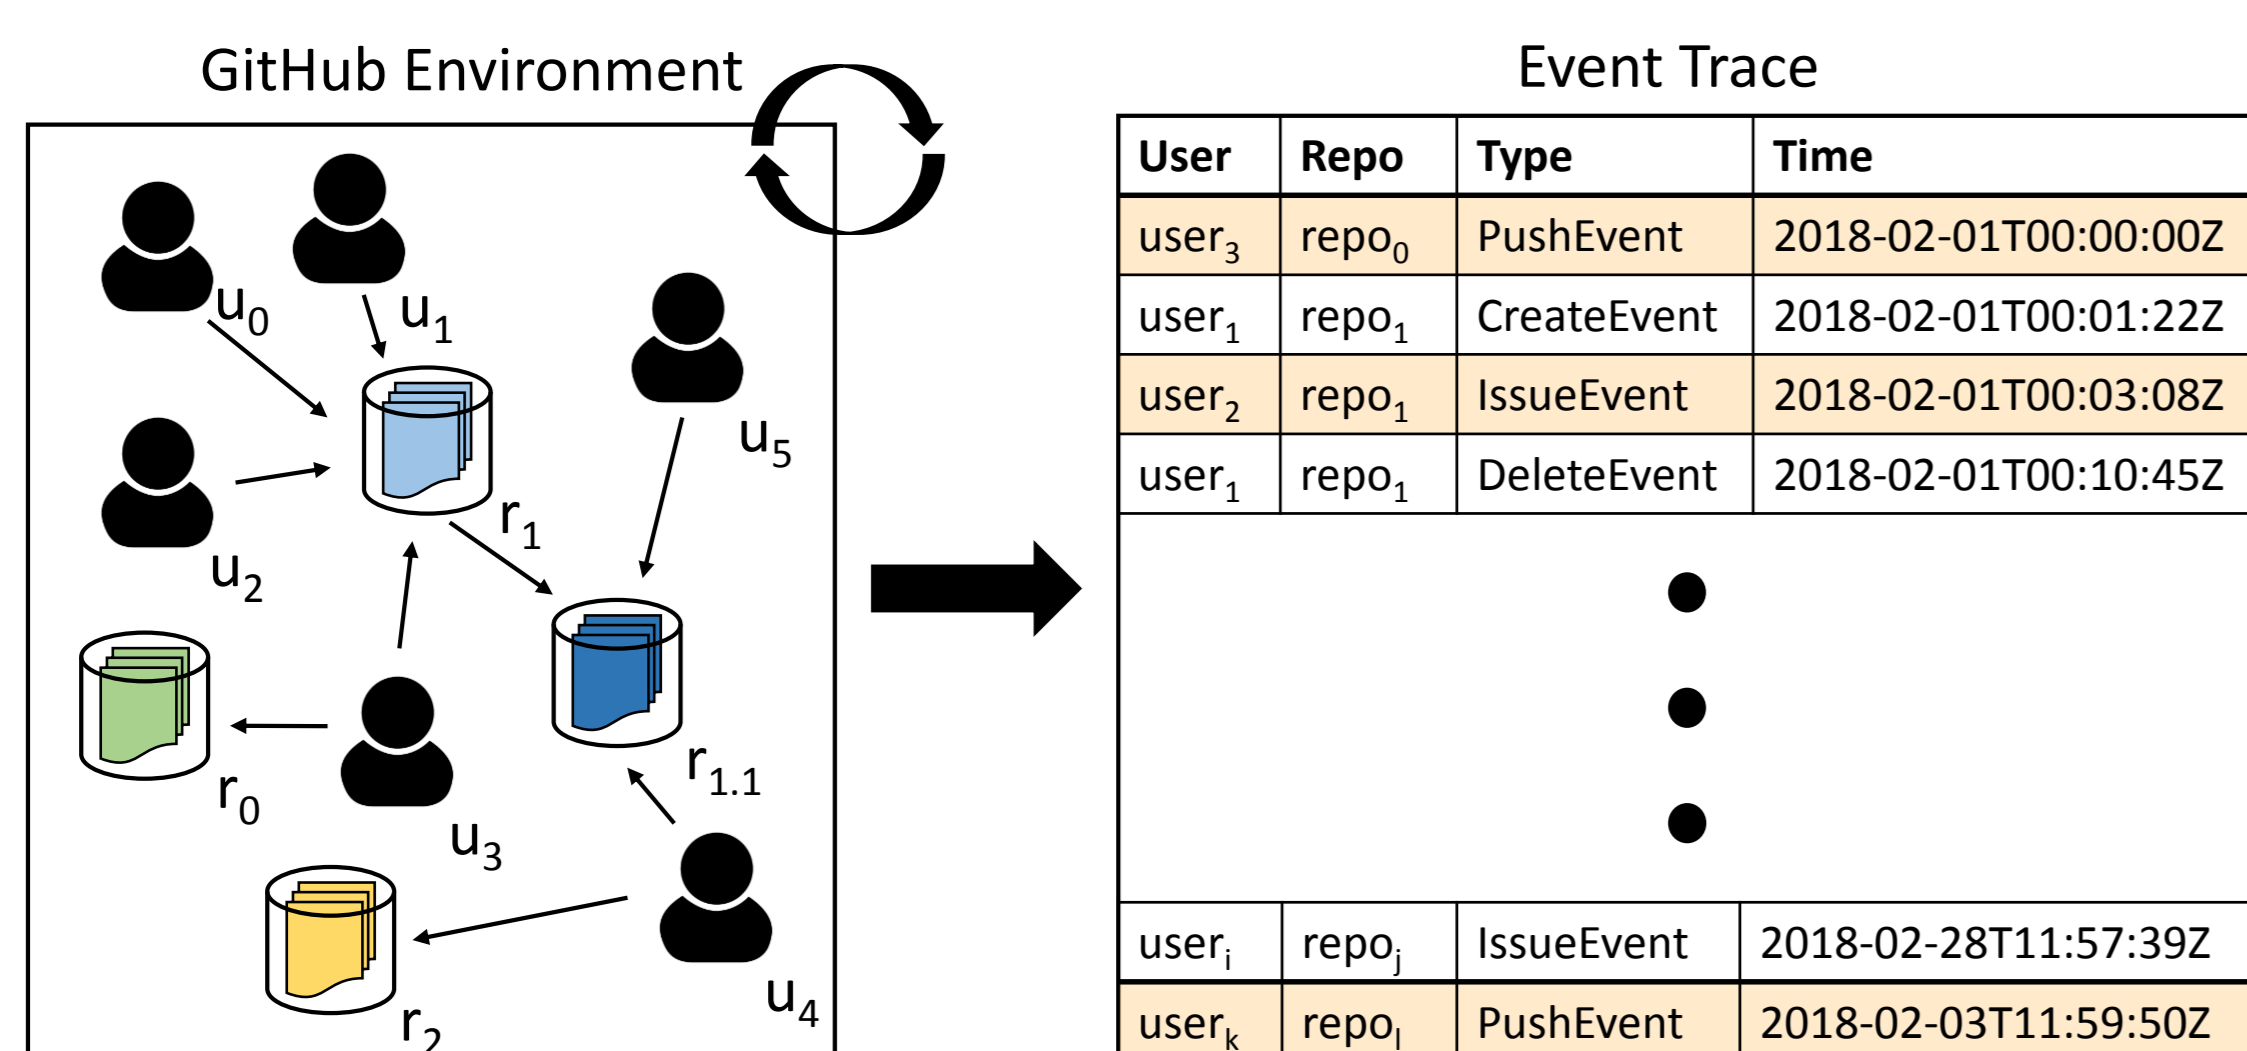 GitHub Environment
u₀
u₁
u₅
u₂
r₁
r₁.₁
r₀
u₃
u₄
r₂
Event Trace
User Repo Type Time
user₃ repo₀ PushEvent 2018-02-01T00:00:00Z
user₁ repo₁ CreateEvent 2018-02-01T00:01:22Z
user₂ repo₁ IssueEvent 2018-02-01T00:03:08Z
user₁ repo₁ DeleteEvent 2018-02-01T00:10:45Z
userᵢ repoⱼ IssueEvent 2018-02-28T11:57:39Z
userₖ repoₗ PushEvent 2018-02-03T11:59:50Z